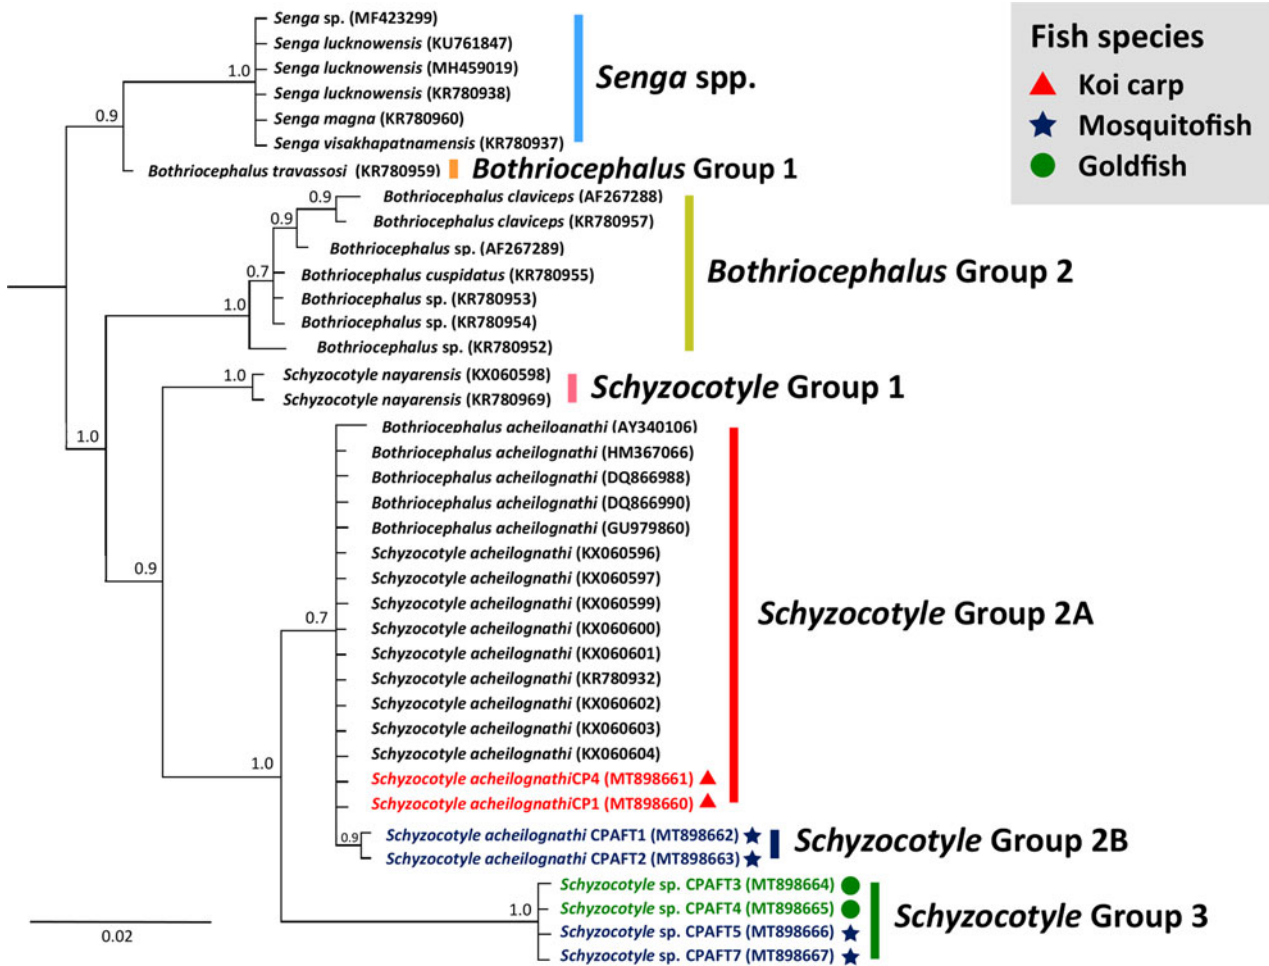 Senga sp. (MF423299)
Senga lucknowensis (KU761847)
Senga lucknowensis (MH459019)
Senga lucknowensis (KR780938)
Senga magna (KR780960)
Senga visakhapatnamensis (KR780937)
Senga spp.
1.0
0.9
Bothriocephalus travassosi (KR780959)
Bothriocephalus Group 1
Fish species
Koi carp
Mosquitofish
Goldfish
Bothriocephalus claviceps (AF267288)
Bothriocephalus claviceps (KR780957)
Bothriocephalus sp. (AF267289)
Bothriocephalus cuspidatus (KR780955)
Bothriocephalus sp. (KR780953)
Bothriocephalus sp. (KR780954)
Bothriocephalus sp. (KR780952)
Bothriocephalus Group 2
0.9
0.9
0.7
1.0
Schyzocotyle nayarensis (KX060598)
Schyzocotyle nayarensis (KR780969)
Schyzocotyle Group 1
1.0
1.0
Bothriocephalus acheilognathi (AY340106)
Bothriocephalus acheilognathi (HM367066)
Bothriocephalus acheilognathi (DQ866988)
Bothriocephalus acheilognathi (DQ866990)
Bothriocephalus acheilognathi (GU979860)
Schyzocotyle acheilognathi (KX060596)
Schyzocotyle acheilognathi (KX060597)
Schyzocotyle acheilognathi (KX060599)
Schyzocotyle acheilognathi (KX060600)
Schyzocotyle acheilognathi (KX060601)
Schyzocotyle acheilognathi (KR780932)
Schyzocotyle acheilognathi (KX060602)
Schyzocotyle acheilognathi (KX060603)
Schyzocotyle acheilognathi (KX060604)
Schyzocotyle acheilognathiCP4 (MT898661)
Schyzocotyle acheilognathiCP1 (MT898660)
Schyzocotyle Group 2A
0.9
0.7
1.0
Schyzocotyle acheilognathi CPAFT1 (MT898662)
Schyzocotyle acheilognathi CPAFT2 (MT898663)
Schyzocotyle Group 2B
0.9
Schyzocotyle sp. CPAFT3 (MT898664)
Schyzocotyle sp. CPAFT4 (MT898665)
Schyzocotyle sp. CPAFT5 (MT898666)
Schyzocotyle sp. CPAFT7 (MT898667)
Schyzocotyle Group 3
1.0
0.02